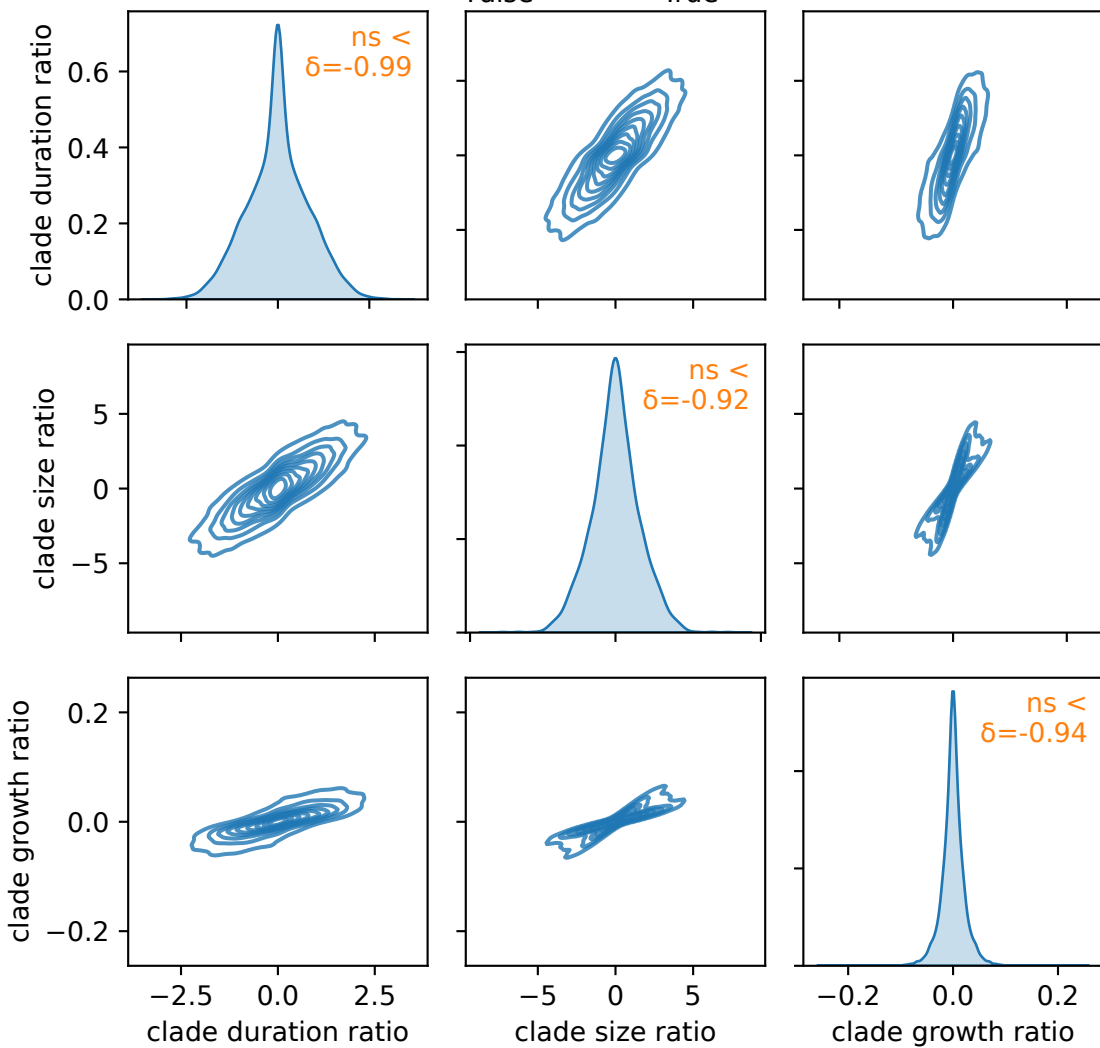 True
clade duration ratio
0.6
0.4
0.2
0.0
ns <
δ=-0.99
clade size ratio
5
0
−5
ns <
δ=-0.92
clade growth ratio
0.2
0.0
−0.2
ns <
δ=-0.94
−2.5 0.0 2.5
−5 0 5
−0.2 0.0 0.2
clade duration ratio
clade size ratio
clade growth ratio